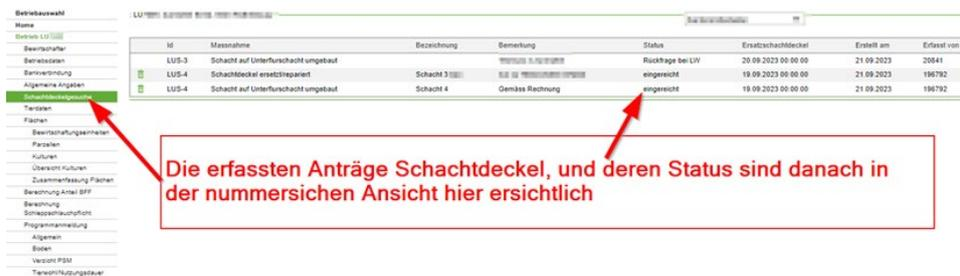 Betriebsauswahl
Home
Betrieb LU
Bewirtschafter
Betriebsdaten
Bankverbindung
Allgemeine Angaben
Schachtdeckelgesuche
Tierdaten
Flächen
Bewirtschaftungseinheiten
Parzellen
Kulturen
Übersicht Kulturen
Zusammenfassung Flächen
Berechnung Anteil BFF
Berechnung
Schleppschlauchpflicht
Programmanmeldung
Allgemein
Boden
Verzicht PSM
Tierwohl/Nutzungsdauer
: LU
Id Massnahme Bezeichnung Bemerkung Status Ersatzschachtdeckel Erstellt am Erfasst von
LUS-3 Schacht auf Unterflurschacht umgebaut Rückfrage bei LW 20.09.2023 00:00:00 21.09.2023 20841
LUS-4 Schachtdeckel ersetzt/repariert Schacht 3 eingereicht 19.09.2023 00:00:00 21.09.2023 196792
LUS-4 Schacht auf Unterflurschacht umgebaut Schacht 4 Gemäss Rechnung eingereicht 19.09.2023 00:00:00 21.09.2023 196792
Die erfassten Anträge Schachtdeckel, und deren Status sind danach in
der nummersichen Ansicht hier ersichtlich